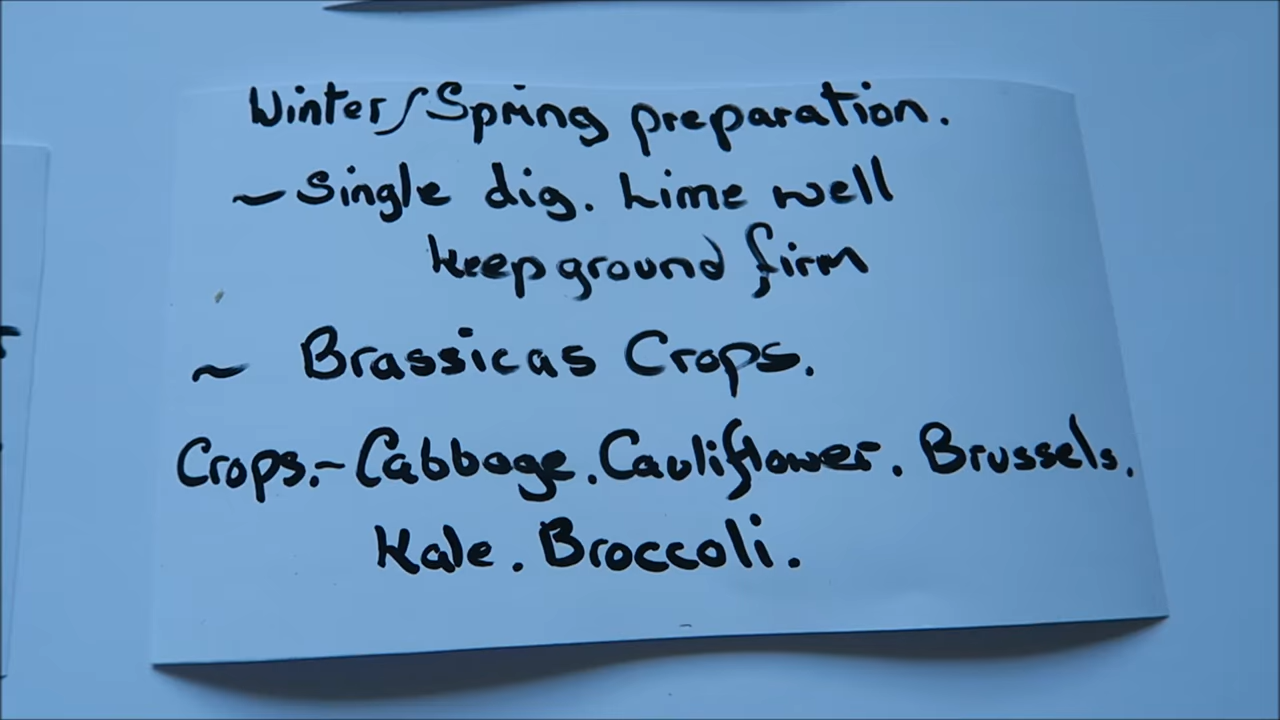 Winter/Spring preparation.
~ Single dig. Lime well
keep ground firm
~ Brassicas Crops.
Crops.- Cabbage. Cauliflower. Brussels.
Kale. Broccoli.